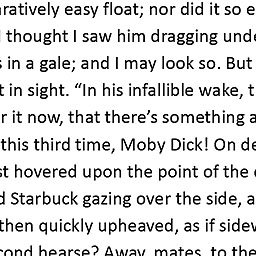 ratively easy float; nor did it so e
I thought I saw him dragging unde
s in a gale; and I may look so. But
t in sight. “In his infallible wake, t
r it now, that there’s something a
this third time, Moby Dick! On de
st hovered upon the point of the
d Starbuck gazing over the side, a
then quickly upheaved, as if sidew
cond hearse? Away, mates, to the